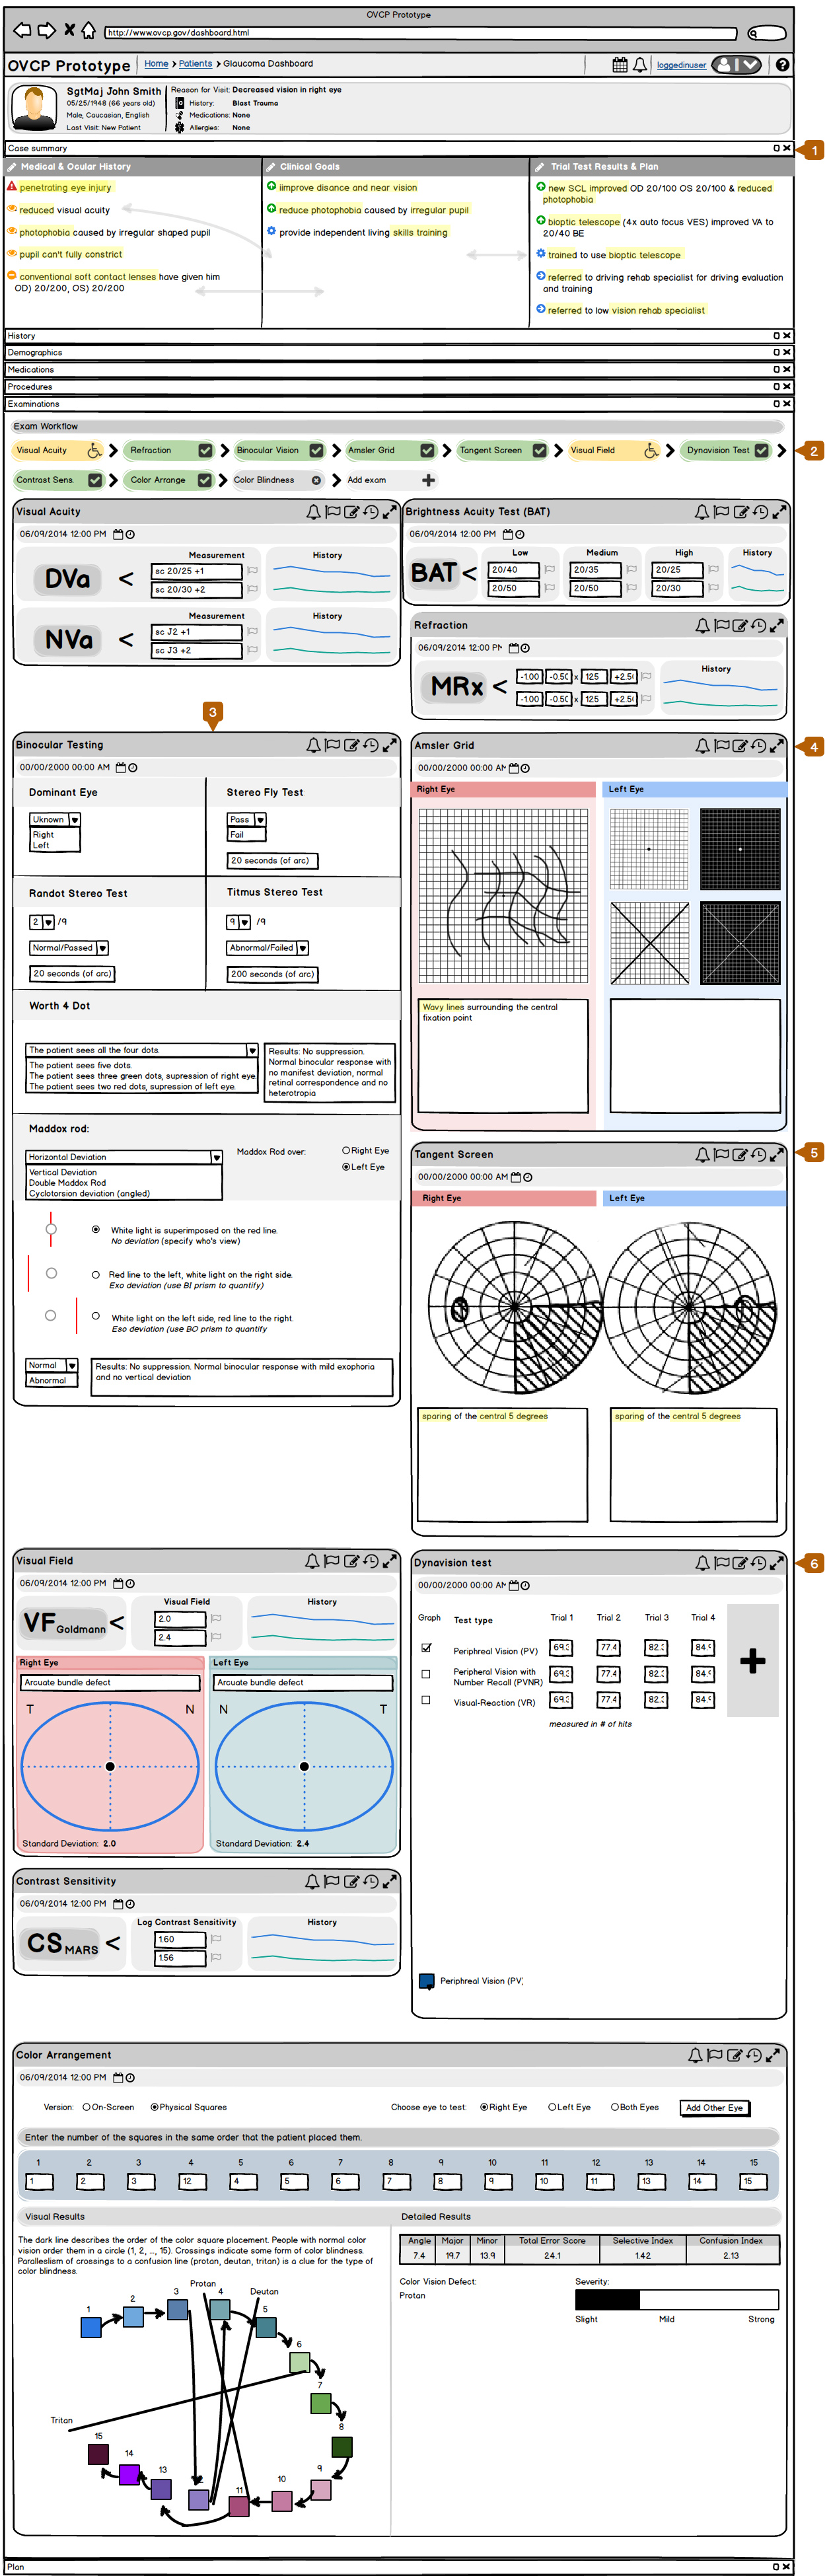 OVCP Prototype
http://www.ovcp.gov/dashboard.html
OVCP Prototype
Home
Patients
Glaucoma Dashboard
loggedinuser
SgtMaj John Smith
05/25/1948 (66 years old)
Male, Caucasian, English
Last Visit: New Patient
Reason for Visit: Decreased vision in right eye
History: Blast Trauma
Medications: None
Allergies: None
Case summary
1
Medical & Ocular History
penetrating eye injury
reduced visual acuity
photophobia caused by irregular shaped pupil
pupil can't fully constrict
conventional soft contact lenses have given him
OD) 20/200, OS) 20/200
Clinical Goals
iimprove disance and near vision
reduce photophobia caused by irregular pupil
provide independent living skills training
Trial Test Results & Plan
new SCL improved OD 20/100 OS 20/100 & reduced
photophobia
bioptic telescope (4x auto focus VES) improved VA to
20/40 BE
trained to use bioptic telescope
referred to driving rehab specialist for driving evaluation
and training
referred to low vision rehab specialist
History
Demographics
Medications
Procedures
Examinations
Exam Workflow
Visual Acuity
Refraction
Binocular Vision
Amsler Grid
Tangent Screen
Visual Field
Dynavision Test
2
Contrast Sens.
Color Arrange
Color Blindness
Add exam
Visual Acuity
06/09/2014 12:00 PM
Measurement
History
DVa
<
sc 20/25 +1
sc 20/30 +2
Measurement
History
NVa
<
sc J2 +1
sc J3 +2
Brightness Acuity Test (BAT)
06/09/2014 12:00 PM
Low
Medium
High
History
BAT
<
20/40
20/35
20/25
20/50
20/50
20/30
Refraction
06/09/2014 12:00 PM
History
MRx
<
-1.00
-0.50
x
125
+2.50
-1.00
-0.50
x
125
+2.50
3
Binocular Testing
00/00/2000 00:00 AM
Dominant Eye
Uknown
Right
Left
Stereo Fly Test
Pass
Fail
20 seconds (of arc)
Randot Stereo Test
2
/9
Normal/Passed
20 seconds (of arc)
Titmus Stereo Test
9
/9
Abnormal/Failed
200 seconds (of arc)
Worth 4 Dot
The patient sees all the four dots.
The patient sees five dots.
The patient sees three green dots, supression of right eye
The patient sees two red dots, supression of left eye.
Results: No suppression.
Normal binocular response with
no manifest deviation, normal
retinal correspondence and no
heterotropia
Maddox rod:
Horizontal Deviation
Vertical Deviation
Double Maddox Rod
Cyclotorsion deviation (angled)
Maddox Rod over:
Right Eye
Left Eye
White light is superimposed on the red line.
No deviation (specify who's view)
Red line to the left, white light on the right side.
Exo deviation (use BI prism to quantify)
White light on the left side, red line to the right.
Eso deviation (use BO prism to quantify
Normal
Abnormal
Results: No suppression. Normal binocular response with mild exophoria
and no vertical deviation
Amsler Grid
4
00/00/2000 00:00 AM
Right Eye
Left Eye
Wavy lines surrounding the central
fixation point
Tangent Screen
5
00/00/2000 00:00 AM
Right Eye
Left Eye
sparing of the central 5 degrees
sparing of the central 5 degrees
Visual Field
06/09/2014 12:00 PM
Visual Field
History
VF Goldmann
<
2.0
2.4
Right Eye
Left Eye
Arcuate bundle defect
Arcuate bundle defect
T
N
N
T
Standard Deviation: 2.0
Standard Deviation: 2.4
Contrast Sensitivity
06/09/2014 12:00 PM
Log Contrast Sensitivity
History
CS MARS
<
1.60
1.56
Dynavision test
6
00/00/2000 00:00 AM
Graph
Test type
Trial 1
Trial 2
Trial 3
Trial 4
Periphreal Vision (PV)
69.
77.4
82.
84.
Peripheral Vision with
Number Recall (PVNR)
69.
77.4
82.
84.
Visual-Reaction (VR)
69.
77.4
82.
84.
measured in # of hits
Periphreal Vision (PV)
Color Arrangement
06/09/2014 12:00 PM
Version:
On-Screen
Physical Squares
Choose eye to test:
Right Eye
Left Eye
Both Eyes
Add Other Eye
Enter the number of the squares in the same order that the patient placed them.
1 2 3 4 5 6 7 8 9 10 11 12 13 14 15
1 2 3 12 4 5 6 7 8 9 10 11 13 14 15
Visual Results
Detailed Results
The dark line describes the order of the color square placement. People with normal color
vision order them in a circle (1, 2, ..., 15). Crossings indicate some form of color blindness.
Paralleslism of crossings to a confusion line (protan, deutan, tritan) is a clue for the type of
color blindness.
Angle
Major
Minor
Total Error Score
Selective Index
Confusion Index
7.4
19.7
13.9
24.1
1.42
2.13
Color Vision Defect:
Protan
Severity:
Slight
Mild
Strong
Protan
Deutan
1
2
3
4
5
6
7
8
Tritan
15
14
13
11
10
9
Plan